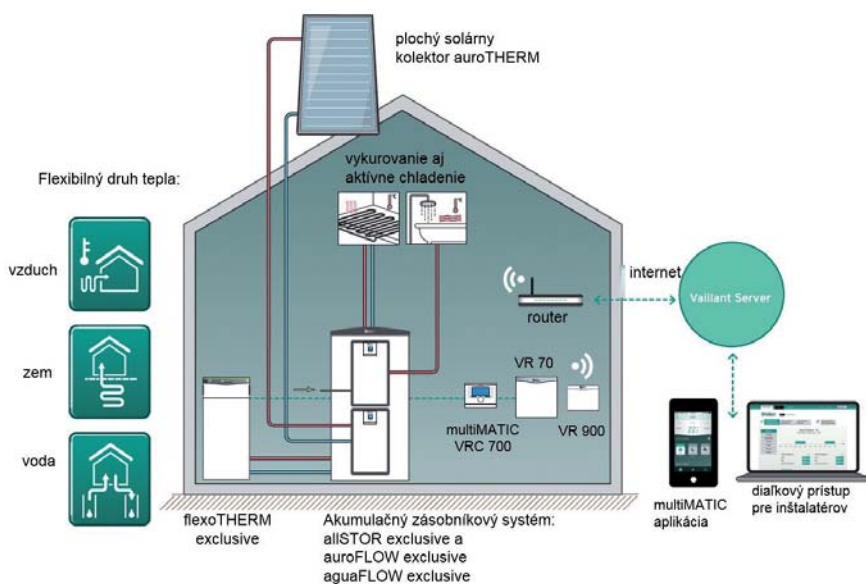 plochý solárny
kolektor auroTHERM
vykurovanie aj
aktívne chladenie
Flexibilný druh tepla:
vzduch
zem
voda
internet
router
Vaillant Server
VR 70
multiMATIC
VRC 700
VR 900
flexoTHERM
exclusive
Akumulačný zásobníkový systém:
allSTOR exclusive a
auroFLOW exclusive
aguaFLOW exclusive
multiMATIC
aplikácia
diaľkový prístup
pre inštalatérov